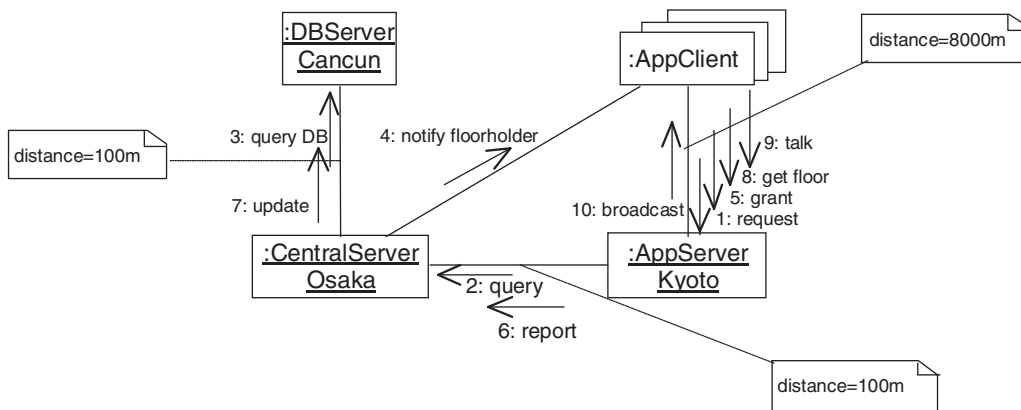 :DBServer
Cancun
:AppClient
distance=8000m
distance=100m
3: query DB
4: notify floorholder
9: talk
8: get floor
5: grant
1: request
7: update
10: broadcast
:CentralServer
Osaka
:AppServer
Kyoto
2: query
6: report
distance=100m